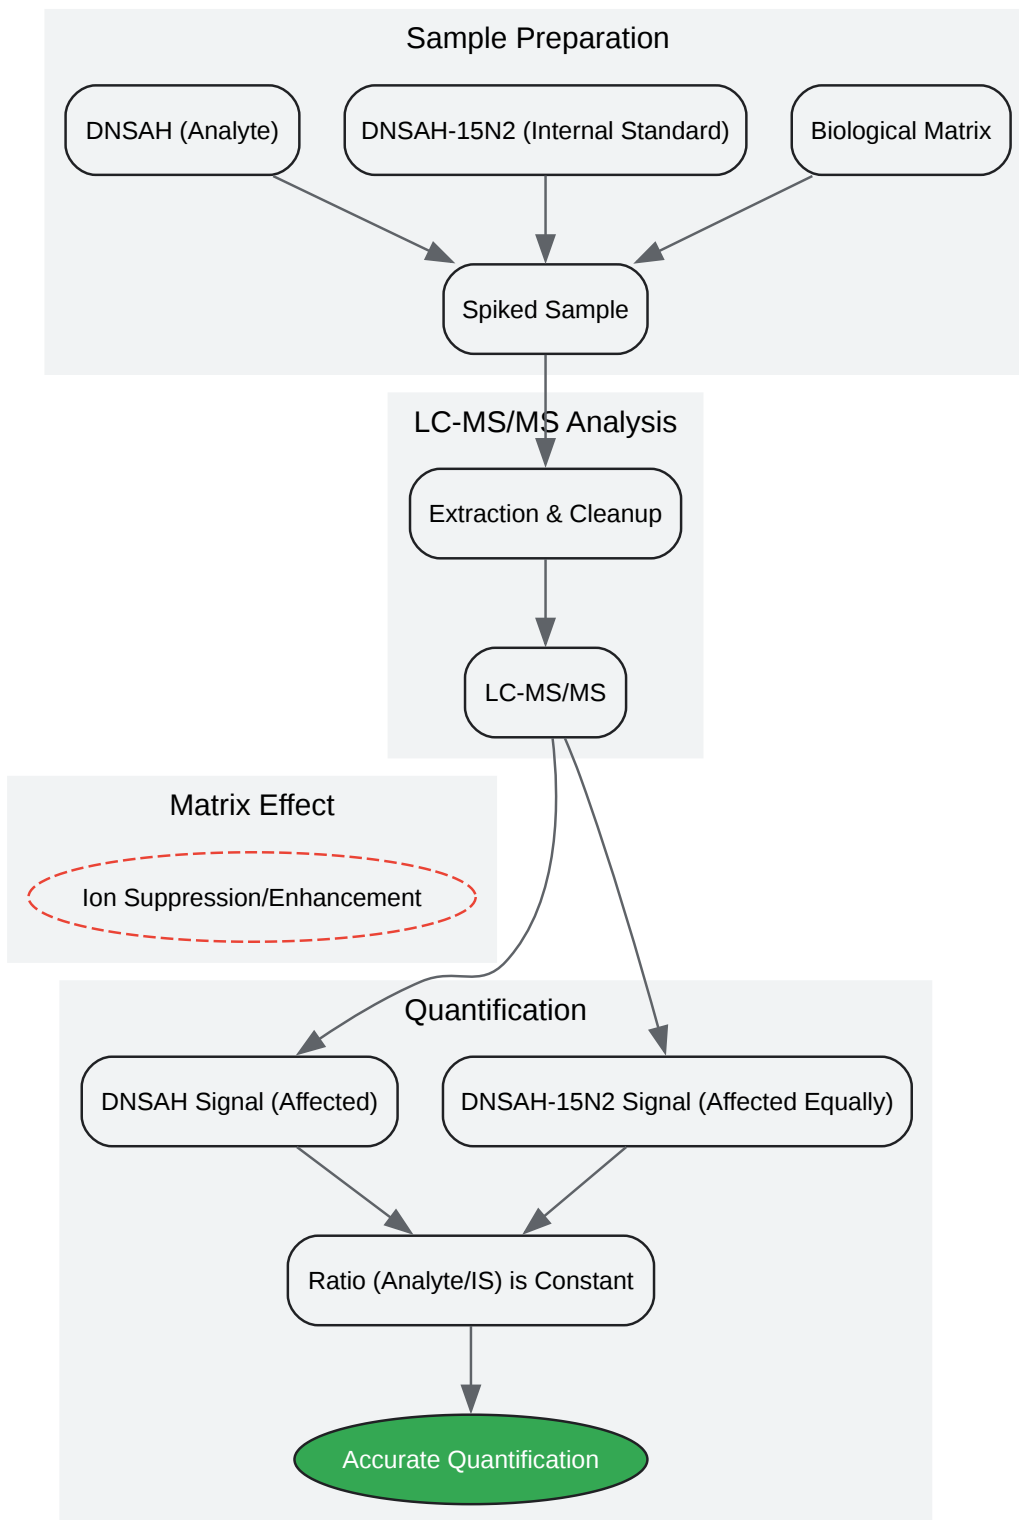 Sample Preparation
DNSAH (Analyte)
DNSAH-15N2 (Internal Standard)
Biological Matrix
Spiked Sample
LC-MS/MS Analysis
Extraction & Cleanup
LC-MS/MS
Matrix Effect
Ion Suppression/Enhancement
Quantification
DNSAH Signal (Affected)
DNSAH-15N2 Signal (Affected Equally)
Ratio (Analyte/IS) is Constant
Accurate Quantification